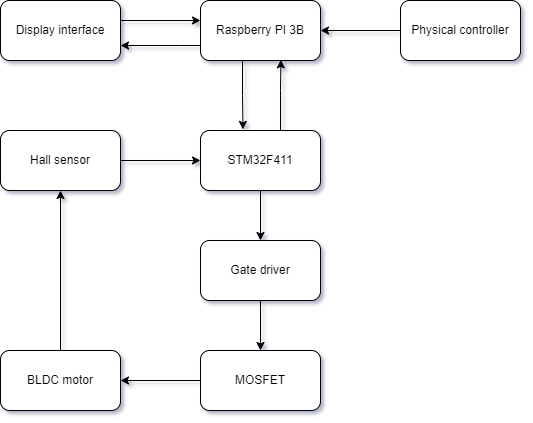 Display interface
Raspberry PI 3B
Physical controller
Hall sensor
STM32F411
Gate driver
BLDC motor
MOSFET